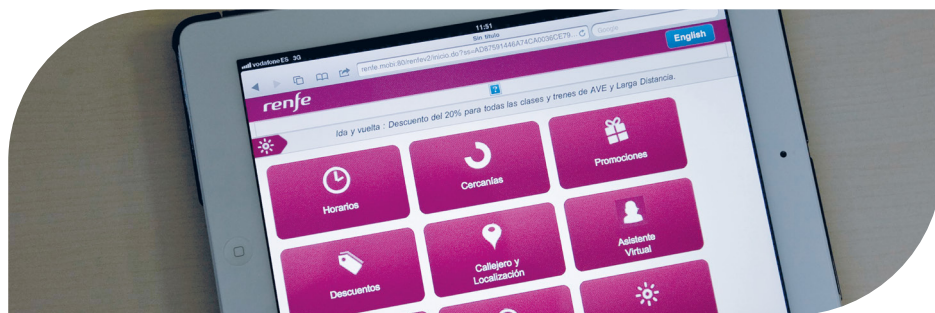 vodafone ES 3G
11:51
Sin título
renfe.mobi:80/renfev2/inicio.do?ss=AD87591446A74CA0036CE79...
Google
renfe
English
?
Ida y vuelta : Descuento del 20% para todas las clases y trenes de AVE y Larga Distancia.
Horarios
Cercanías
Promociones
Descuentos
Callejero y
Localización
Asistente
Virtual